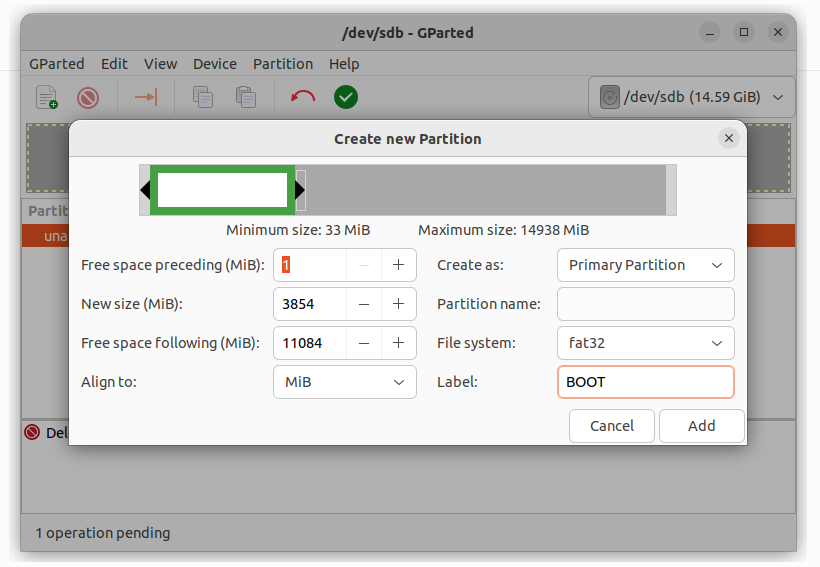 /dev/sdb - GParted
GParted Edit View Device Partition Help
/dev/sdb (14.59 GiB)
Create new Partition
Partit
una
Minimum size: 33 MiB Maximum size: 14938 MiB
Free space preceding (MiB): 1 Create as: Primary Partition
New size (MiB): 3854 Partition name:
Free space following (MiB): 11084 File system: fat32
Align to: MiB Label: BOOT
Cancel Add
Del
1 operation pending